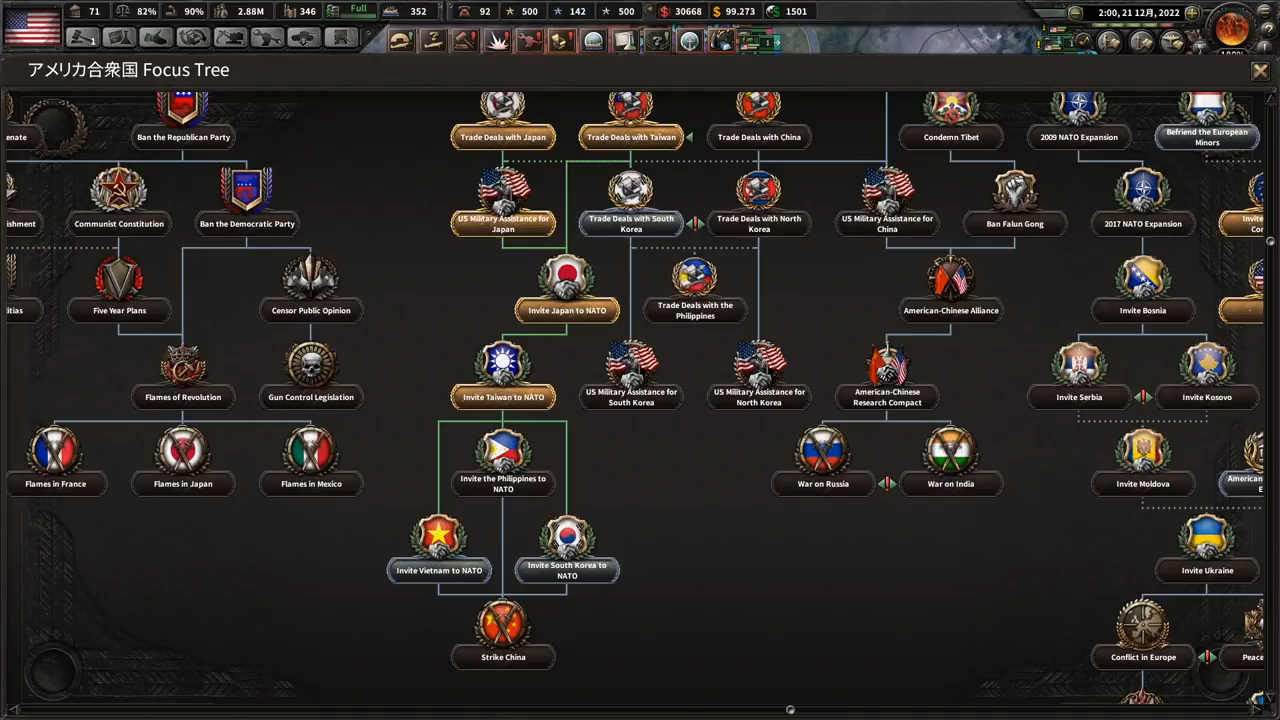 71 82% 90% 2.88M 346 Full 352 92 500 142 500 30668 99.273 1501 2:00, 21 12月, 2022
1
100%
アメリカ合衆国 Focus Tree
enate
Ban the Republican Party
Trade Deals with Japan
Trade Deals with Taiwan
Trade Deals with China
Condemn Tibet
2009 NATO Expansion
Befriend the European
Minors
lishment
Communist Constitution
Ban the Democratic Party
US Military Assistance for
Japan
Trade Deals with South
Korea
Trade Deals with North
Korea
US Military Assistance for
China
Ban Falun Gong
2017 NATO Expansion
Invite
Co
litias
Five Year Plans
Censor Public Opinion
Invite Japan to NATO
Trade Deals with the
Philippines
American-Chinese Alliance
Invite Bosnia
Flames of Revolution
Gun Control Legislation
Invite Taiwan to NATO
US Military Assistance for
South Korea
US Military Assistance for
North Korea
American-Chinese
Research Compact
Invite Serbia
Invite Kosovo
Flames in France
Flames in Japan
Flames in Mexico
Invite the Philippines to
NATO
War on Russia
War on India
Invite Moldova
American
E
Invite Vietnam to NATO
Invite South Korea to
NATO
Invite Ukraine
Strike China
Conflict in Europe
Peace